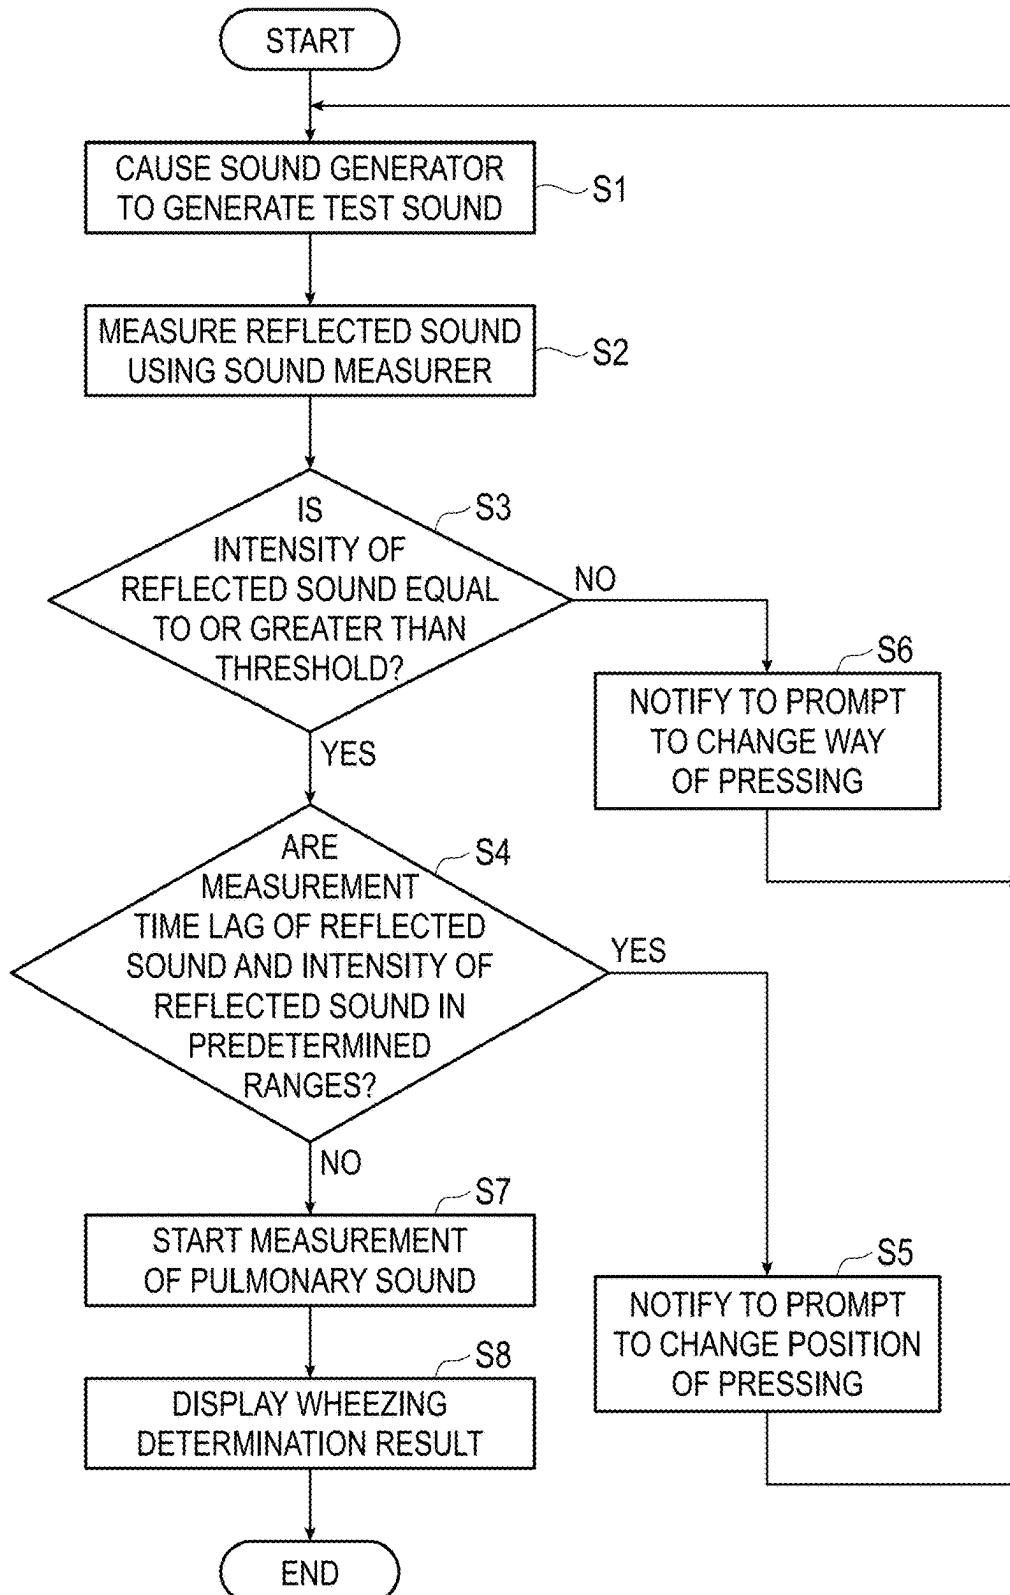 START
CAUSE SOUND GENERATOR
TO GENERATE TEST SOUND
S1
MEASURE REFLECTED SOUND
USING SOUND MEASURER
S2
IS
INTENSITY OF
REFLECTED SOUND EQUAL
TO OR GREATER THAN
THRESHOLD?
S3
NO
YES
S6
NOTIFY TO PROMPT
TO CHANGE WAY
OF PRESSING
ARE
MEASUREMENT
TIME LAG OF REFLECTED
SOUND AND INTENSITY OF
REFLECTED SOUND IN
PREDETERMINED
RANGES?
S4
YES
NO
S5
NOTIFY TO PROMPT
TO CHANGE POSITION
OF PRESSING
S7
START MEASUREMENT
OF PULMONARY SOUND
S8
DISPLAY WHEEZING
DETERMINATION RESULT
END